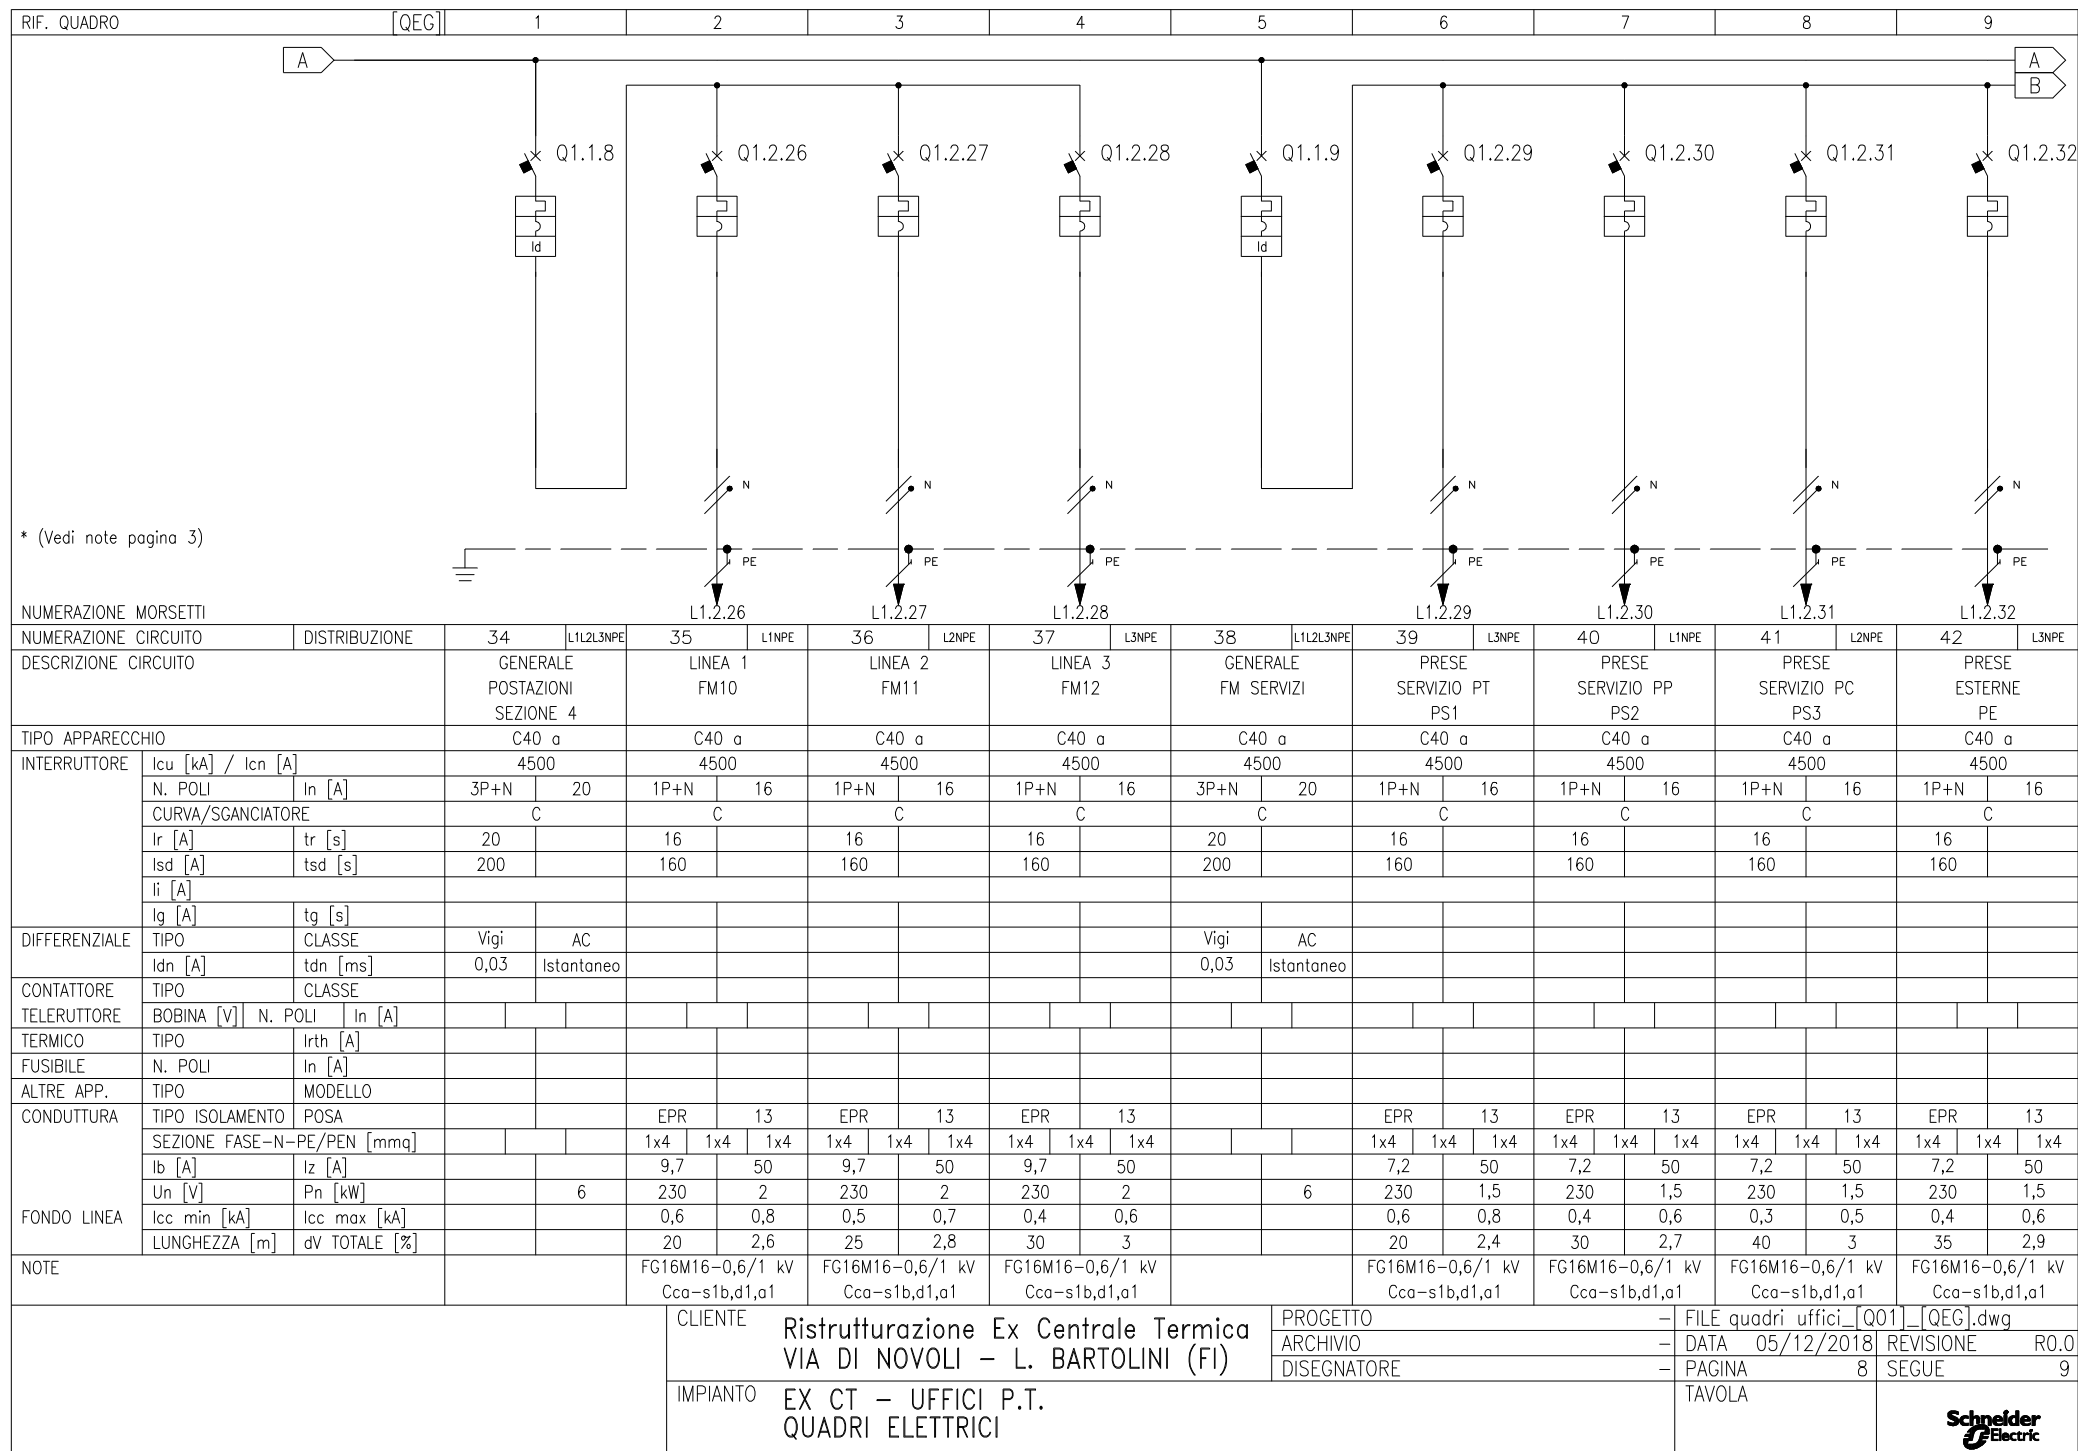 RIF. QUADRO [QEG] 1 2 3 4 5 6 7 8 9
A A
B
Q1.1.8 Q1.2.26 Q1.2.27 Q1.2.28 Q1.1.9 Q1.2.29 Q1.2.30 Q1.2.31 Q1.2.32
Id Id
N N N N N N N
* (Vedi note pagina 3)
PE PE PE PE PE PE PE
NUMERAZIONE MORSETTI L1.2.26 L1.2.27 L1.2.28 L1.2.29 L1.2.30 L1.2.31 L1.2.32
NUMERAZIONE CIRCUITO DISTRIBUZIONE 34 L1L2L3NPE 35 L1NPE 36 L2NPE 37 L3NPE 38 L1L2L3NPE 39 L3NPE 40 L1NPE 41 L2NPE 42 L3NPE
DESCRIZIONE CIRCUITO GENERALE LINEA 1 LINEA 2 LINEA 3 GENERALE PRESE PRESE PRESE PRESE
POSTAZIONI FM10 FM11 FM12 FM SERVIZI SERVIZIO PT SERVIZIO PP SERVIZIO PC ESTERNE
SEZIONE 4 PS1 PS2 PS3 PE
TIPO APPARECCHIO C40 a C40 a C40 a C40 a C40 a C40 a C40 a C40 a C40 a
INTERRUTTORE Icu [kA] / Icn [A] 4500 4500 4500 4500 4500 4500 4500 4500 4500
N. POLI In [A] 3P+N 20 1P+N 16 1P+N 16 1P+N 16 3P+N 20 1P+N 16 1P+N 16 1P+N 16 1P+N 16
CURVA/SGANCIATORE C C C C C C C C C
Ir [A] tr [s] 20 16 16 16 20 16 16 16 16
Isd [A] tsd [s] 200 160 160 160 200 160 160 160 160
Ii [A]
Ig [A] tg [s]
DIFFERENZIALE TIPO CLASSE Vigi AC Vigi AC
Idn [A] tdn [ms] 0,03 Istantaneo 0,03 Istantaneo
CONTATTORE TIPO CLASSE
TELERUTTORE BOBINA [V] N. POLI In [A]
TERMICO TIPO Irth [A]
FUSIBILE N. POLI In [A]
ALTRE APP. TIPO MODELLO
CONDUTTURA TIPO ISOLAMENTO POSA EPR 13 EPR 13 EPR 13 EPR 13 EPR 13 EPR 13 EPR 13
SEZIONE FASE-N-PE/PEN [mmq] 1x4 1x4 1x4 1x4 1x4 1x4 1x4 1x4 1x4 1x4 1x4 1x4 1x4 1x4 1x4 1x4 1x4 1x4 1x4 1x4 1x4
Ib [A] Iz [A] 9,7 50 9,7 50 9,7 50 7,2 50 7,2 50 7,2 50 7,2 50
Un [V] Pn [kW] 6 230 2 230 2 230 2 6 230 1,5 230 1,5 230 1,5 230 1,5
FONDO LINEA Icc min [kA] Icc max [kA] 0,6 0,8 0,5 0,7 0,4 0,6 0,6 0,8 0,4 0,6 0,3 0,5 0,4 0,6
LUNGHEZZA [m] dV TOTALE [%] 20 2,6 25 2,8 30 3 20 2,4 30 2,7 40 3 35 2,9
NOTE FG16M16-0,6/1 kV FG16M16-0,6/1 kV FG16M16-0,6/1 kV FG16M16-0,6/1 kV FG16M16-0,6/1 kV FG16M16-0,6/1 kV FG16M16-0,6/1 kV
Cca-s1b,d1,a1 Cca-s1b,d1,a1 Cca-s1b,d1,a1 Cca-s1b,d1,a1 Cca-s1b,d1,a1 Cca-s1b,d1,a1 Cca-s1b,d1,a1
CLIENTE Ristrutturazione Ex Centrale Termica
VIA DI NOVOLI - L. BARTOLINI (FI)
PROGETTO - FILE quadri uffici_[Q01]_[QEG].dwg
ARCHIVIO - DATA 05/12/2018 REVISIONE R0.0
DISEGNATORE - PAGINA 8 SEGUE 9
IMPIANTO EX CT - UFFICI P.T.
QUADRI ELETTRICI
TAVOLA
Schneider
Electric